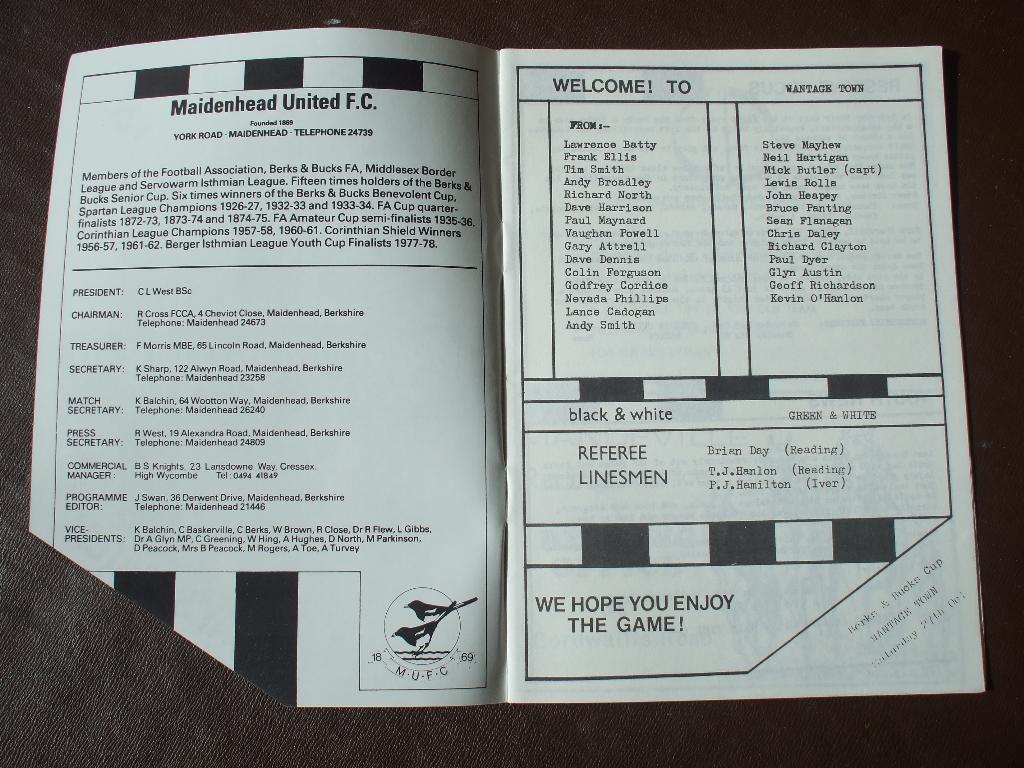 Maidenhead United F.C.
Founded 1869
YORK ROAD - MAIDENHEAD - TELEPHONE 24739
Members of the Football Association, Berks & Bucks FA, Middlesex Border
League and Servowarm Isthmian League. Fifteen times holders of the Berks &
Bucks Senior Cup. Six times winners of the Berks & Bucks Benevolent Cup,
Spartan League Champions 1926-27, 1932-33 and 1933-34. FA Cup quarter-
finalists 1872-73, 1873-74 and 1874-75. FA Amateur Cup semi-finalists 1935-36.
Corinthian League Champions 1957-58, 1960-61. Corinthian Shield Winners
1956-57, 1961-62. Berger Isthmian League Youth Cup Finalists 1977-78.
PRESIDENT: C L West BSc
CHAIRMAN: R Cross FCCA, 4 Cheviot Close, Maidenhead, Berkshire
Telephone: Maidenhead 24673
TREASURER: F Morris MBE, 65 Lincoln Road, Maidenhead, Berkshire
SECRETARY: K Sharp, 122 Alwyn Road, Maidenhead, Berkshire
Telephone: Maidenhead 23258
MATCH K Balchin, 64 Wootton Way, Maidenhead, Berkshire
SECRETARY: Telephone: Maidenhead 26240
PRESS R West, 19 Alexandra Road, Maidenhead, Berkshire
SECRETARY: Telephone: Maidenhead 24809
COMMERCIAL B S Knights, 23 Lansdowne Way, Cressex,
MANAGER: High Wycombe Tel: 0494 41849
PROGRAMME J Swan, 36 Derwent Drive, Maidenhead, Berkshire
EDITOR: Telephone: Maidenhead 21446
VICE- K Balchin, C Baskerville, C Berks, W Brown, R Close, Dr R Flew, L Gibbs,
PRESIDENTS: Dr A Glyn MP, C Greening, W Hing, A Hughes, D North, M Parkinson,
D Peacock, Mrs B Peacock, M Rogers, A Toe, A Turvey
18 69
M·U·F·C
WELCOME! TO WANTAGE TOWN
FROM:-
Lawrence Batty
Frank Ellis
Tim Smith
Andy Broadley
Richard North
Dave Harrison
Paul Maynard
Vaughan Powell
Gary Attrell
Dave Dennis
Colin Ferguson
Godfrey Cordice
Nevada Phillips
Lance Cadogan
Andy Smith
Steve Mayhew
Neil Hartigan
Mick Butler (capt)
Lewis Rolls
John Heapey
Bruce Panting
Sean Flanagan
Chris Daley
Richard Clayton
Paul Dyer
Glyn Austin
Geoff Richardson
Kevin O'Hanlon
black & white GREEN & WHITE
REFEREE Brian Day (Reading)
LINESMEN T.J.Hanlon (Reading)
P.J.Hamilton (Iver)
WE HOPE YOU ENJOY
THE GAME!
Berks & Bucks Cup
WANTAGE TOWN
Saturday 27th Oct